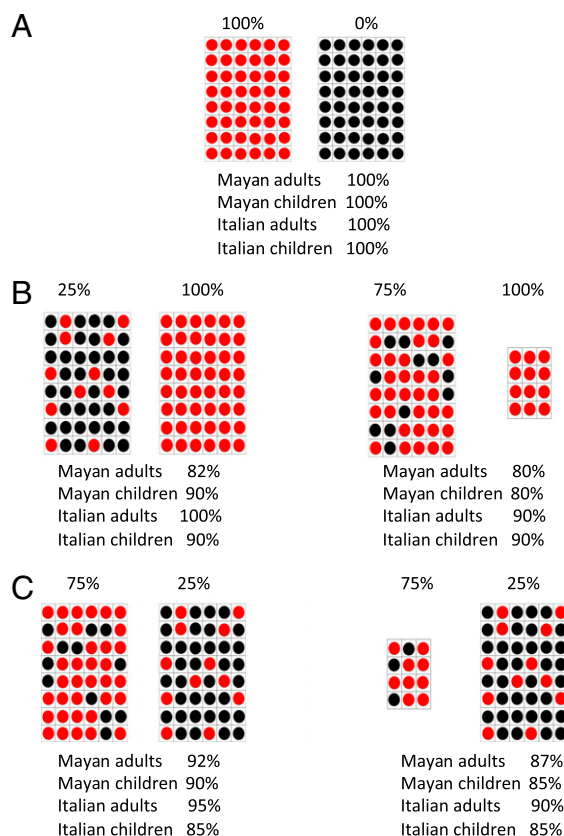 A
100% 0%
Mayan adults 100%
Mayan children 100%
Italian adults 100%
Italian children 100%
B
25% 100%
Mayan adults 82%
Mayan children 90%
Italian adults 100%
Italian children 90%
75% 100%
Mayan adults 80%
Mayan children 80%
Italian adults 90%
Italian children 90%
C
75% 25%
Mayan adults 92%
Mayan children 90%
Italian adults 95%
Italian children 85%
75% 25%
Mayan adults 87%
Mayan children 85%
Italian adults 90%
Italian children 85%